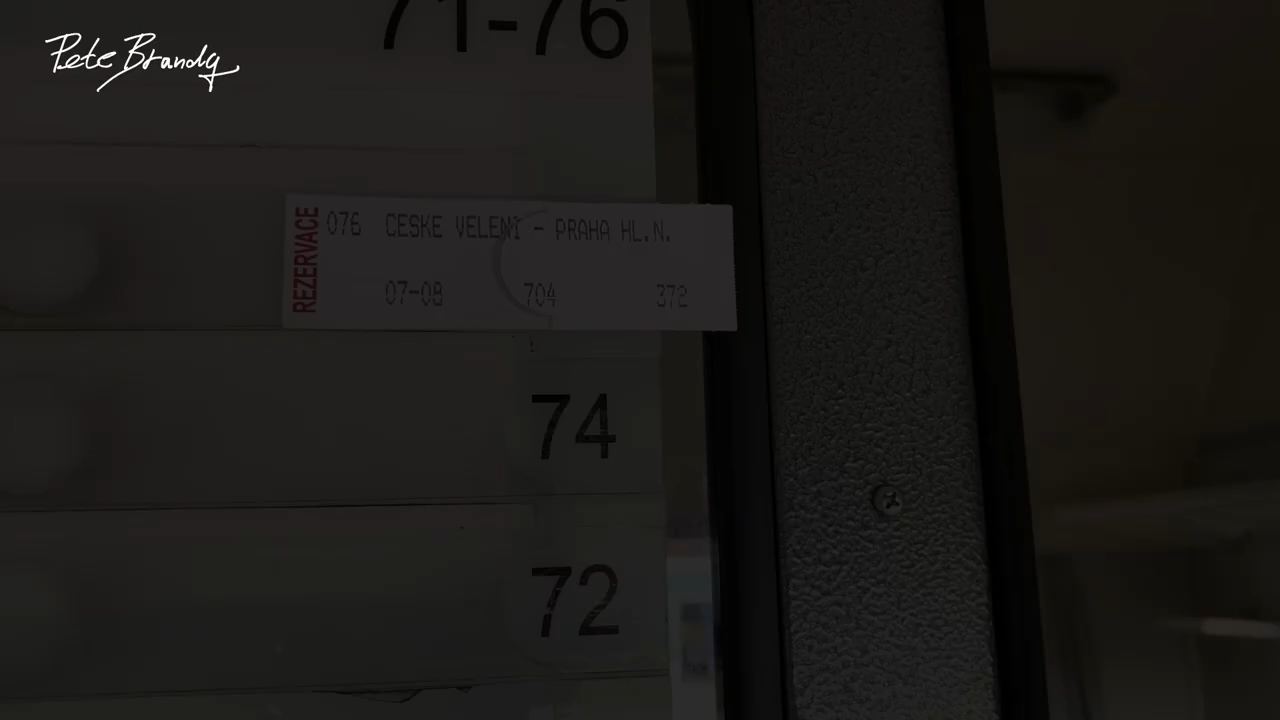 Pete Brandy
71-76
REZERVACE
076 CESKE VELENI - PRAHA HL.N.
07-08 704 372
74
72